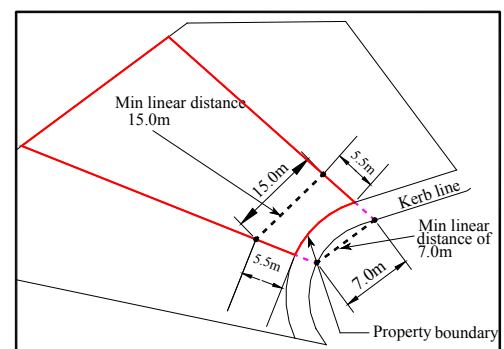 Min linear distance
15.0m
15.0m
5.5m
Kerb line
Min linear
distance of
7.0m
5.5m
7.0m
Property boundary